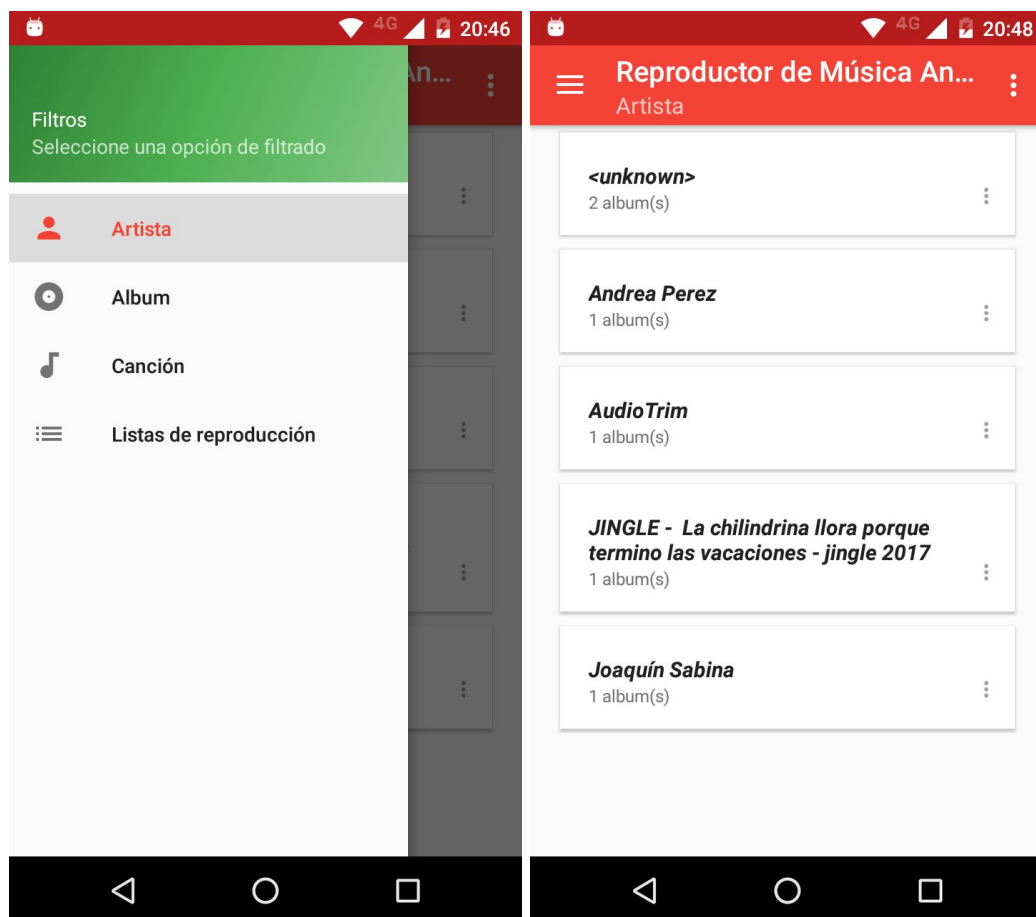 4G 20:46
An...
Filtros
Seleccione una opción de filtrado
Artista
Album
Canción
Listas de reproducción
4G 20:48
Reproductor de Música An...
Artista
<unknown>
2 album(s)
Andrea Perez
1 album(s)
AudioTrim
1 album(s)
JINGLE - La chilindrina llora porque
termino las vacaciones - jingle 2017
1 album(s)
Joaquín Sabina
1 album(s)